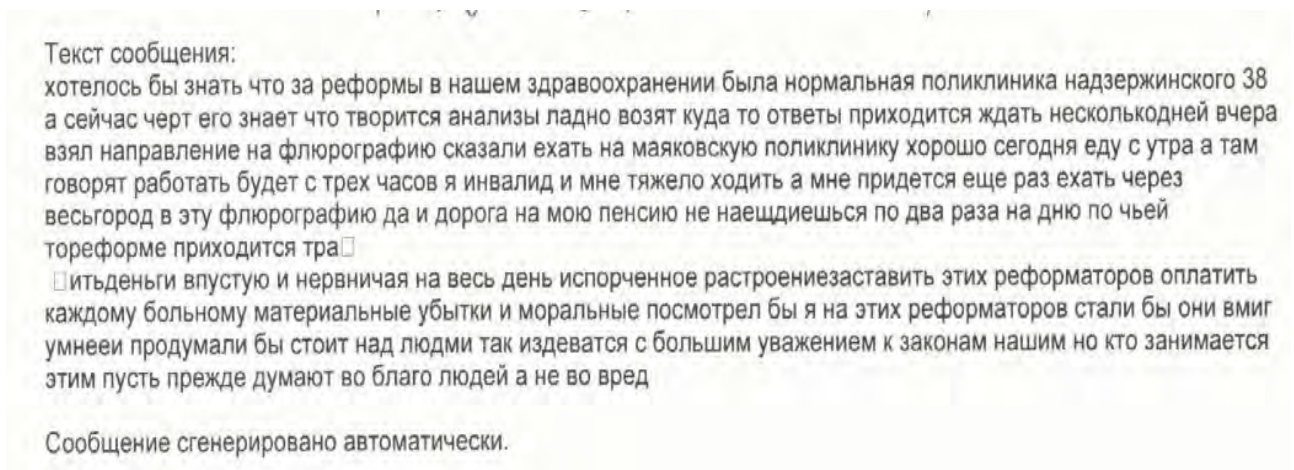 Текст сообщения:
хотелось бы знать что за реформы в нашем здравоохранении была нормальная поликлиника надзержинского 38
а сейчас черт его знает что творится анализы ладно возят куда то ответы приходится ждать несколькодней вчера
взял направление на флюрографию сказали ехать на маяковскую поликлинику хорошо сегодня еду с утра а там
говорят работать будет с трех часов я инвалид и мне тяжело ходить а мне придется еще раз ехать через
весьгород в эту флюрографию да и дорога на мою пенсию не наещдиешься по два раза на дню по чьей
тореформе приходится тра□
□итьденьги впустую и нервничая на весь день испорченное растроениезаставить этих реформаторов оплатить
каждому больному материальные убытки и моральные посмотрел бы я на этих реформаторов стали бы они вмиг
умнееи продумали бы стоит над людми так издеватся с большим уважением к законам нашим но кто занимается
этим пусть прежде думают во благо людей а не во вред
Сообщение сгенерировано автоматически.